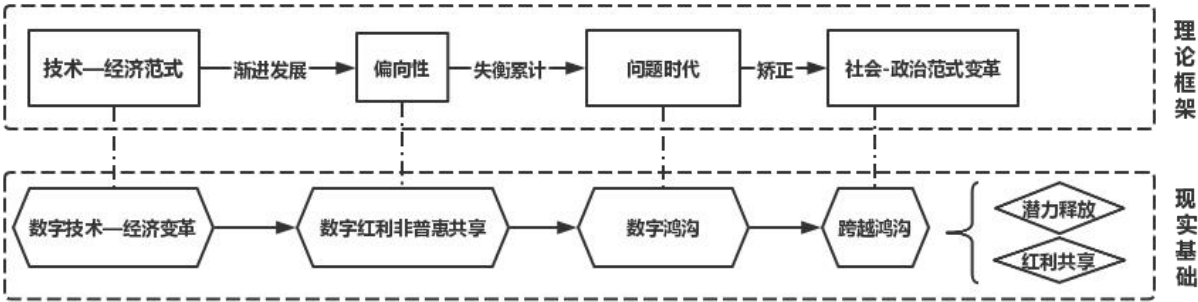 技术—经济范式
渐进发展
偏向性
失衡累计
问题时代
矫正
社会-政治范式变革
理论框架
数字技术—经济变革
数字红利非普惠共享
数字鸿沟
跨越鸿沟
潜力释放
红利共享
现实基础